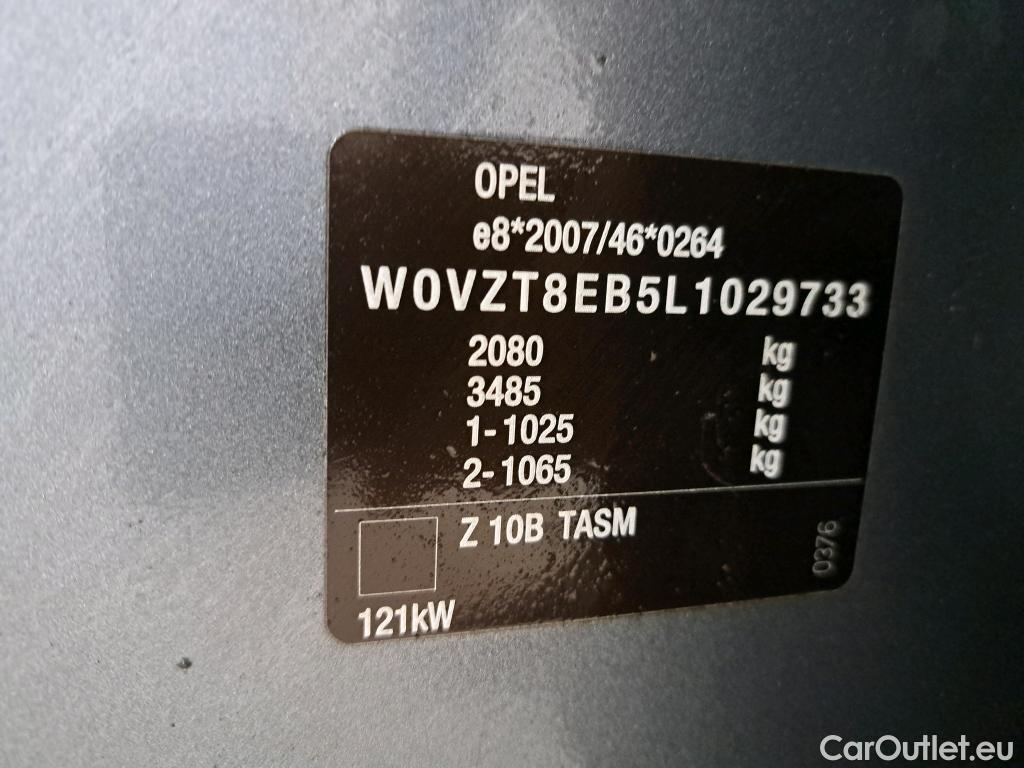 OPEL
e8*2007/46*0264
W0VZT8EB5L1029733
2080 kg
3485 kg
1-1025 kg
2-1065 kg
Z 10B TASM
0376
121kW
CarOutlet.eu